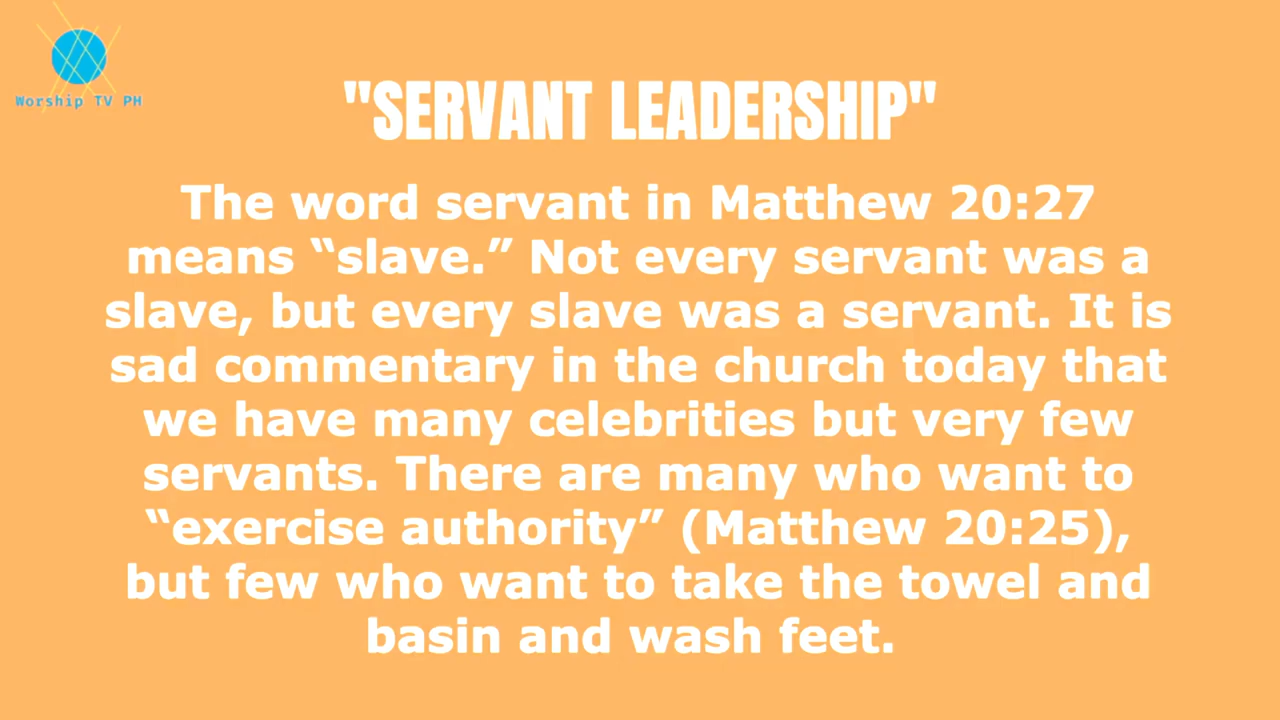 Worship TV PH
"SERVANT LEADERSHIP"
The word servant in Matthew 20:27
means “slave.” Not every servant was a
slave, but every slave was a servant. It is
sad commentary in the church today that
we have many celebrities but very few
servants. There are many who want to
“exercise authority” (Matthew 20:25),
but few who want to take the towel and
basin and wash feet.